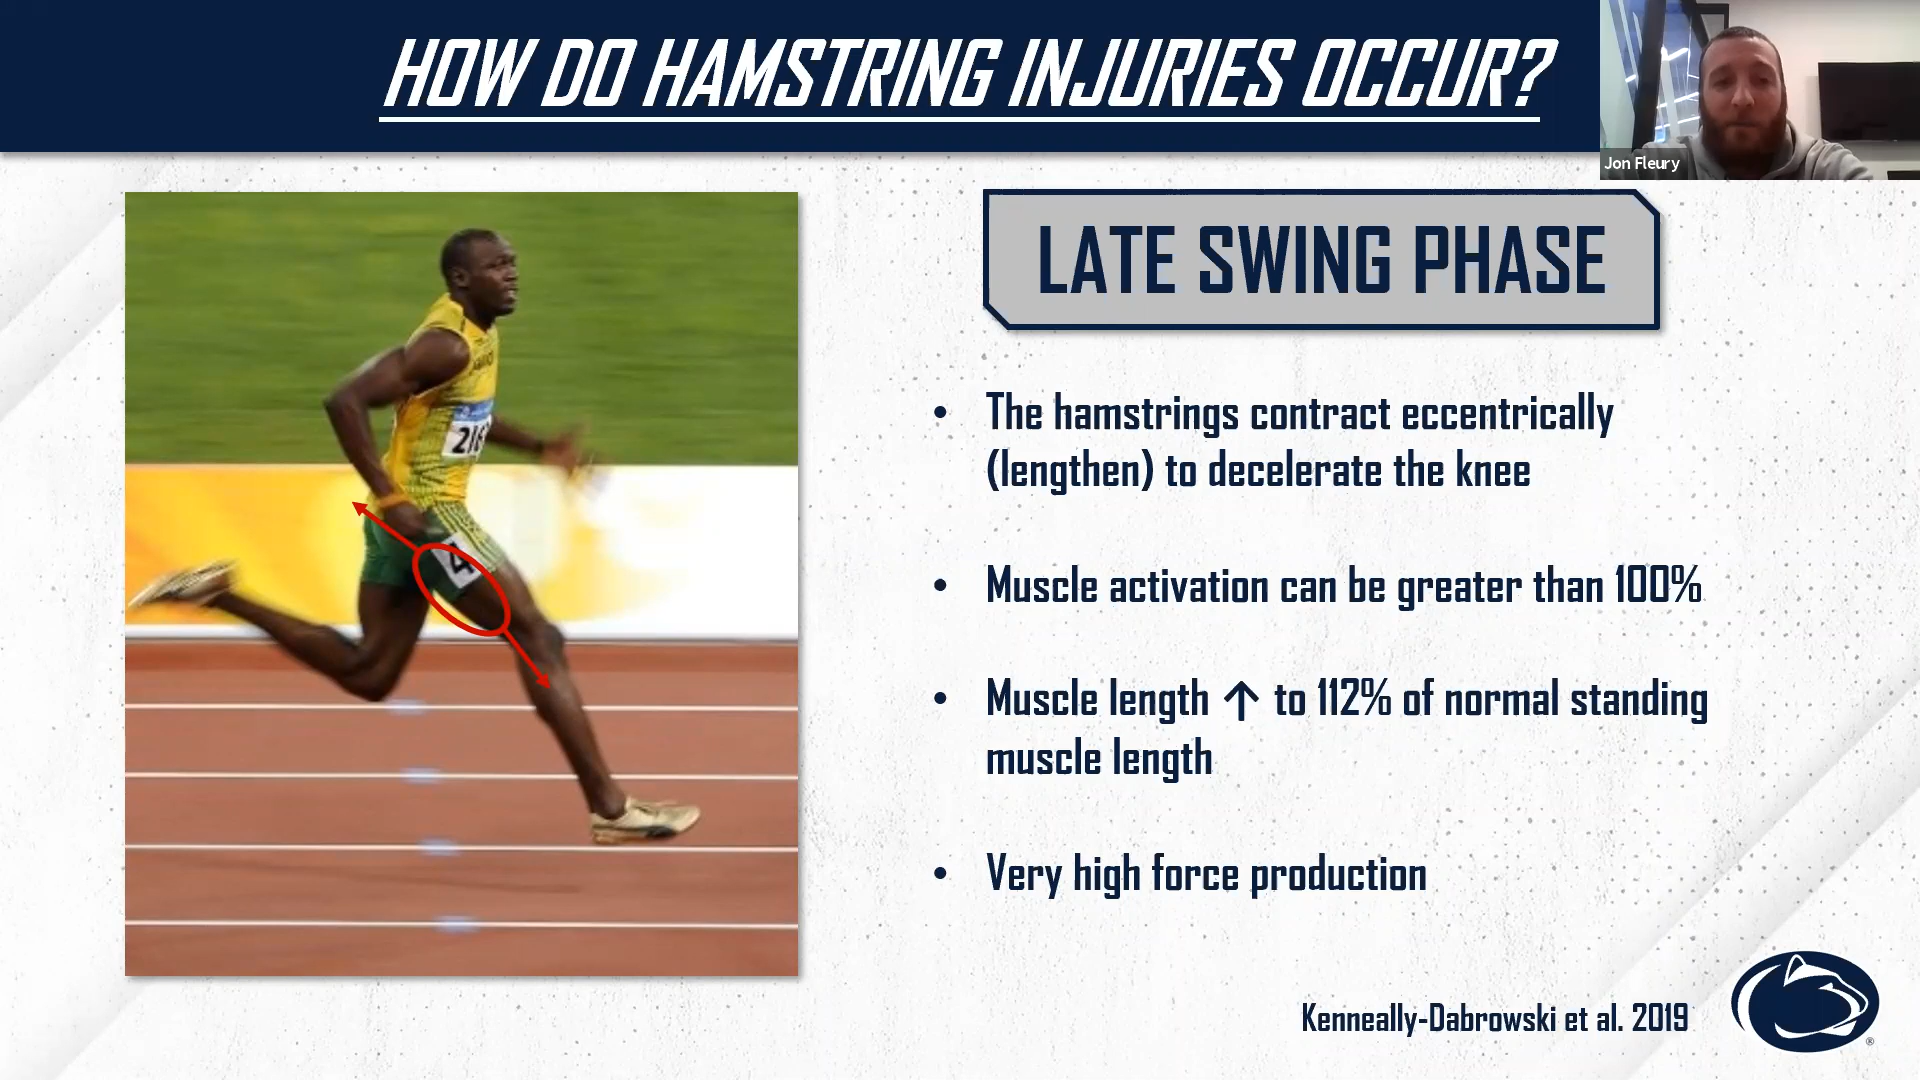 HOW DO HAMSTRING INJURIES OCCUR?
Jon Fleury
LATE SWING PHASE
• The hamstrings contract eccentrically
(lengthen) to decelerate the knee
• Muscle activation can be greater than 100%
• Muscle length ↑ to 112% of normal standing
muscle length
• Very high force production
4
Kenneally-Dabrowski et al. 2019
®